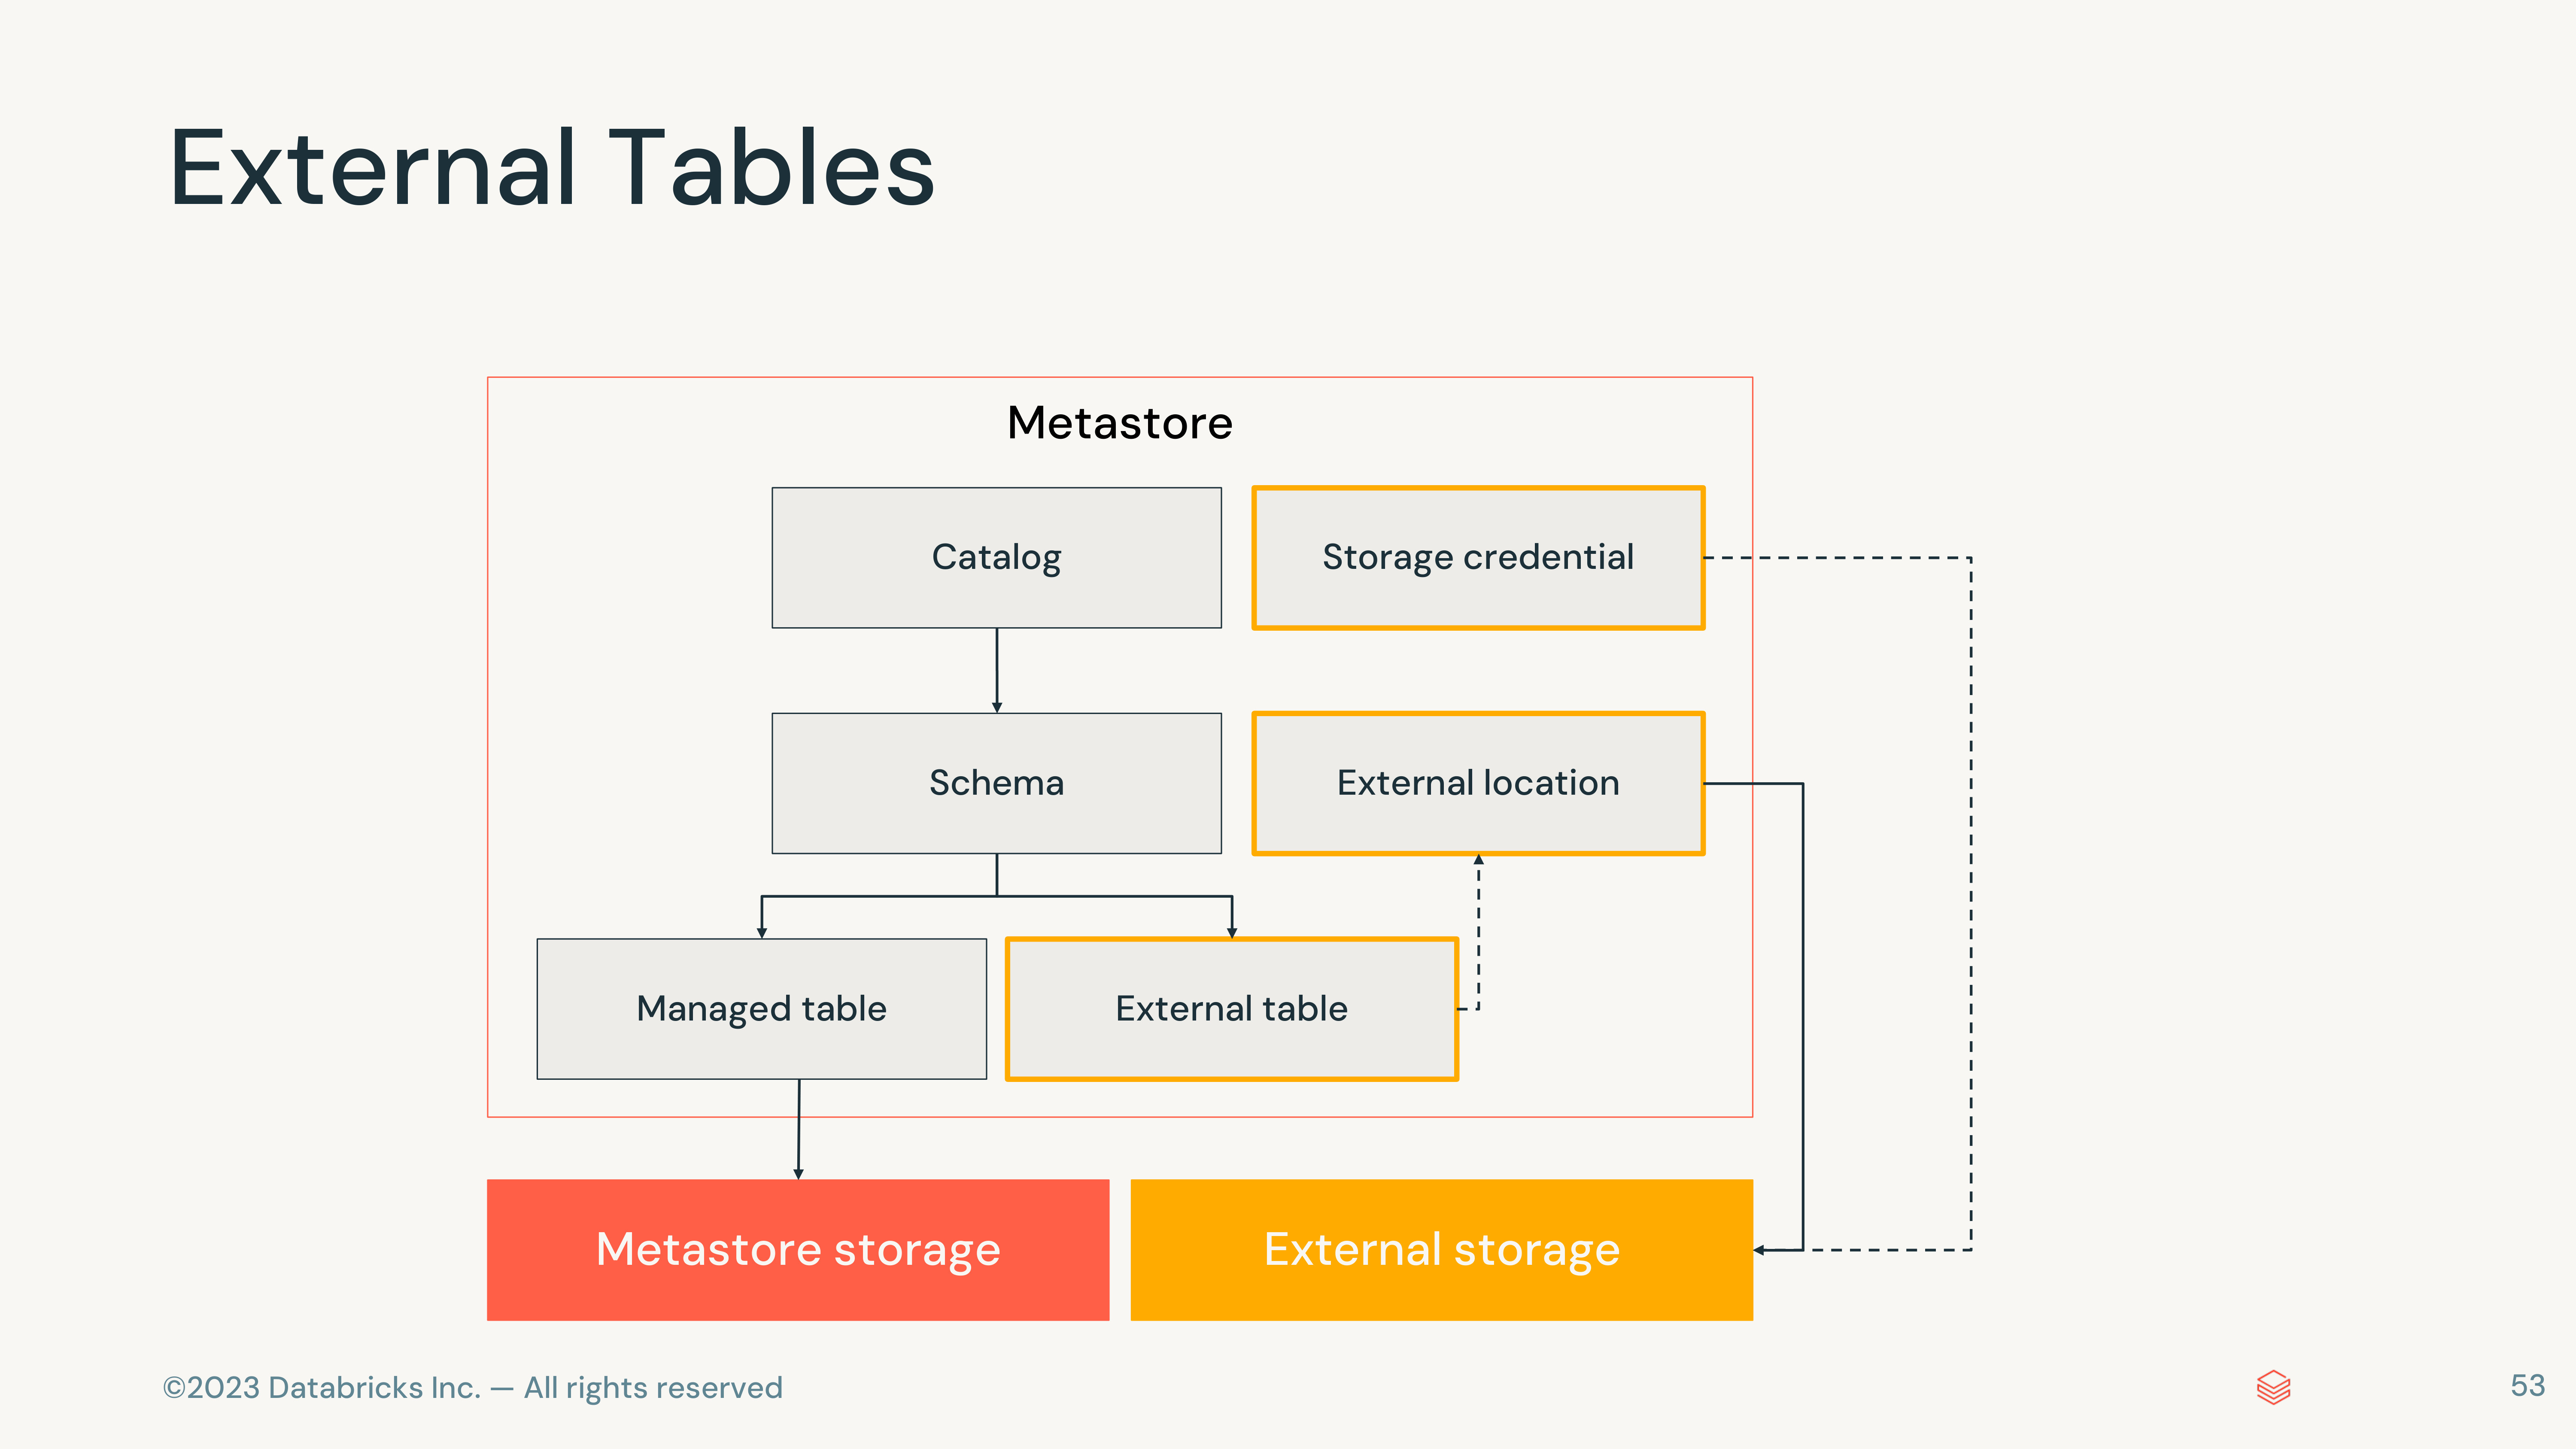 External Tables
Metastore
Catalog
Storage credential
Schema
External location
Managed table
External table
Metastore storage
External storage
©2023 Databricks Inc. — All rights reserved
53